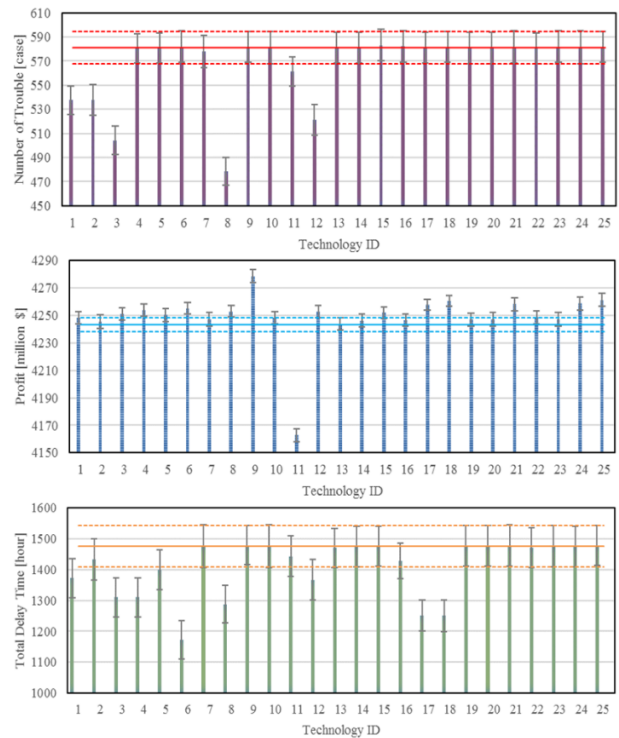 Number of Trouble [case]
610
590
570
550
530
510
490
470
450
1 2 3 4 5 6 7 8 9 10 11 12 13 14 15 16 17 18 19 20 21 22 23 24 25
Technology ID
Profit [million $]
4290
4270
4250
4230
4210
4190
4170
4150
1 2 3 4 5 6 7 8 9 10 11 12 13 14 15 16 17 18 19 20 21 22 23 24 25
Technology ID
Total Delay Time [hour]
1600
1500
1400
1300
1200
1100
1000
1 2 3 4 5 6 7 8 9 10 11 12 13 14 15 16 17 18 19 20 21 22 23 24 25
Technology ID